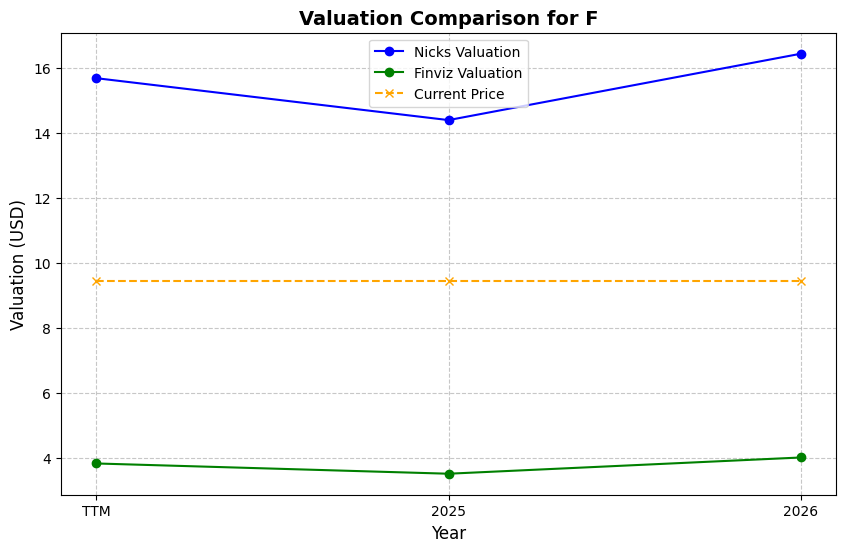 Valuation Comparison for F
Nicks Valuation
Finviz Valuation
Current Price
Valuation (USD)
16
14
12
10
8
6
4
TTM
2025
2026
Year